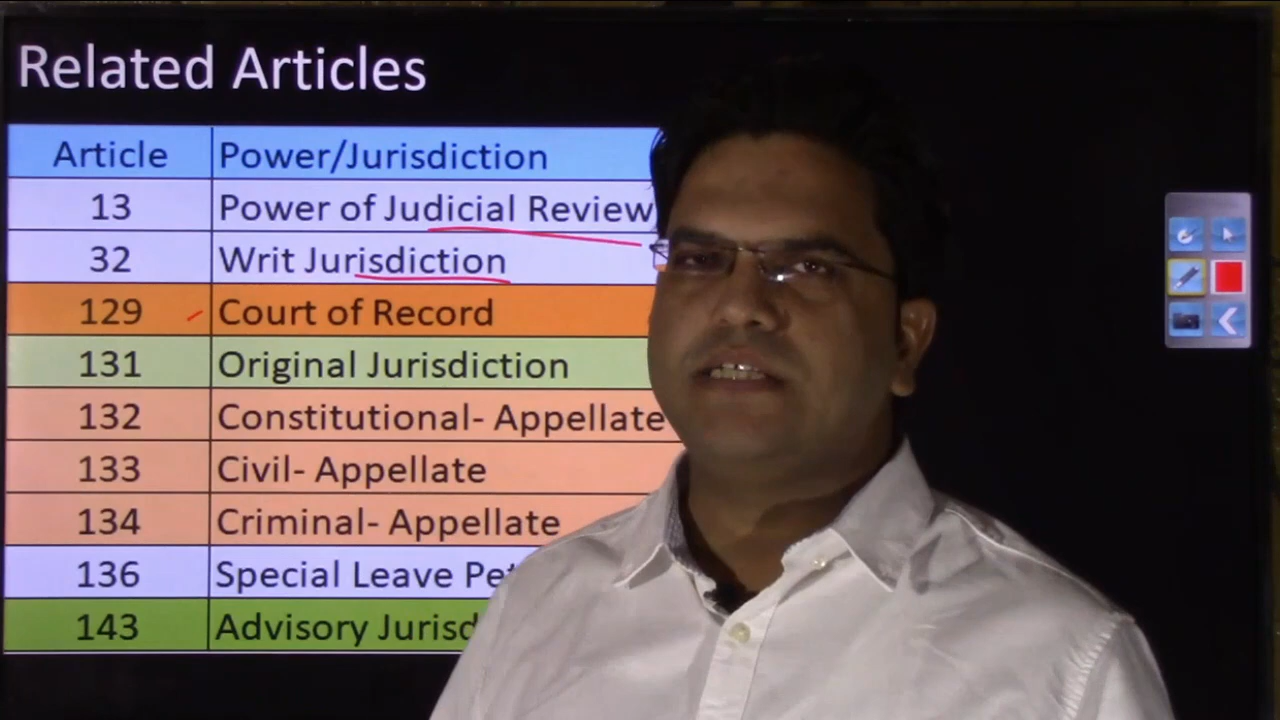 Related Articles
Article Power/Jurisdiction
13 Power of Judicial Review
32 Writ Jurisdiction
129 Court of Record
131 Original Jurisdiction
132 Constitutional- Appellate
133 Civil- Appellate
134 Criminal- Appellate
136 Special Leave
143 Advisory